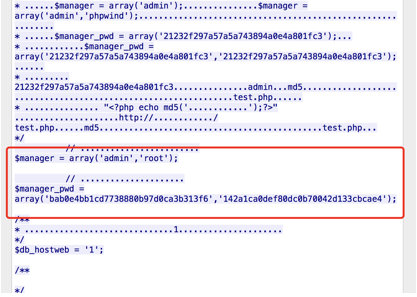 * ......$manager = array('admin');...............$manager =
array('admin','phpwind');..................................................
........
* ......$manager_pwd = array('21232f297a57a5a743894a0e4a801fc3');...
* ............$manager_pwd =
array('21232f297a57a5a743894a0e4a801fc3','21232f297a57a5a743894a0e4a801fc3');
......
* .........
21232f297a57a5a743894a0e4a801fc3...............admin...md5...................
...............................................test.php......
* ............... "<?php echo md5('............');?>"
.....................http://............/
test.php......md5.............................................test.php...
*/
// ........................
$manager = array('admin','root');
// .....................
$manager_pwd =
array('bab0e4bb1cd7738880b97d0ca3b313f6','142a1ca0def80dc0b70042d133cbcae4');
/**
* ..............................1.....................
*/
$db_hostweb = '1';
/**
*/